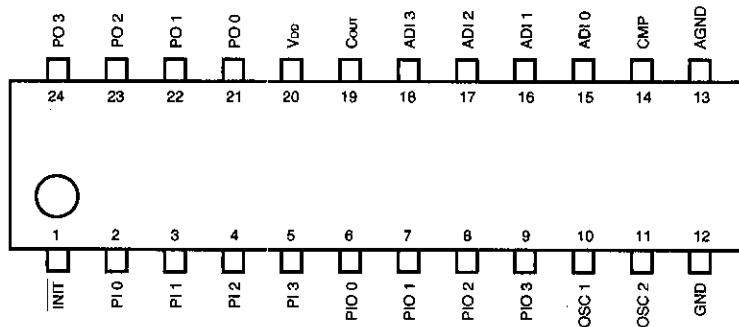 PO 3 PO 2 PO 1 PO 0 VDD COUT ADI 3 ADI 2 ADI 1 ADI 0 CMP AGND
24 23 22 21 20 19 18 17 16 15 14 13
1 2 3 4 5 6 7 8 9 10 11 12
INIT PI 0 PI 1 PI 2 PI 3 PIO 0 PIO 1 PIO 2 PIO 3 OSC 1 OSC 2 GND